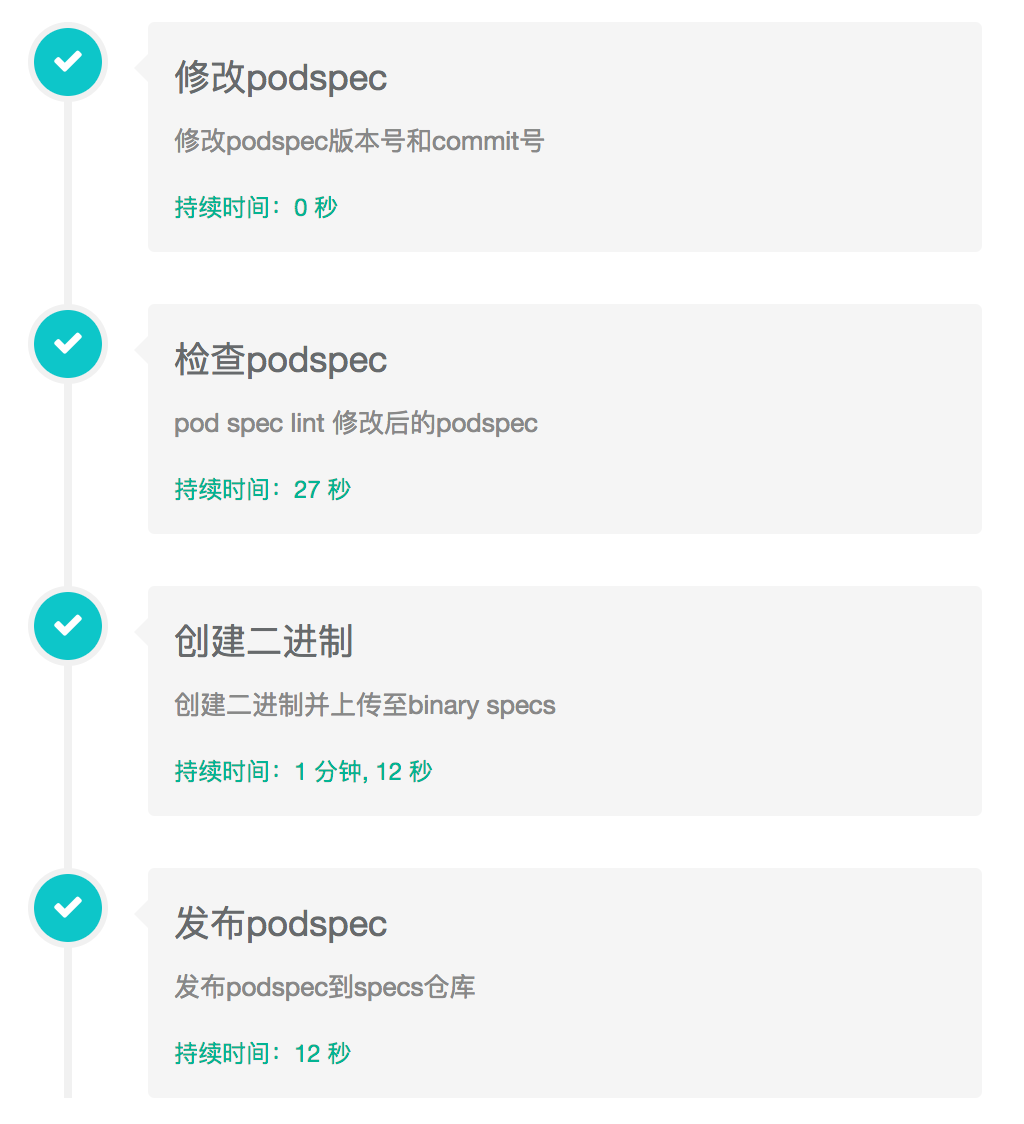 修改podspec
修改podspec版本号和commit号
持续时间：0 秒
检查podspec
pod spec lint 修改后的podspec
持续时间：27 秒
创建二进制
创建二进制并上传至binary specs
持续时间：1 分钟, 12 秒
发布podspec
发布podspec到specs仓库
持续时间：12 秒